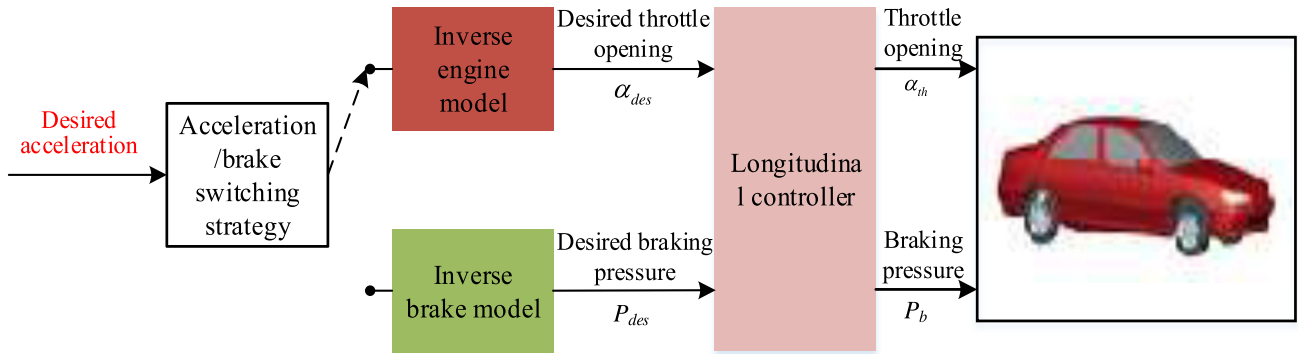 Desired
acceleration
Acceleration
/brake
switching
strategy
Inverse
engine
model
Desired throttle
opening
α_des
Inverse
brake model
Desired braking
pressure
P_des
Longitudina
l controller
Throttle
opening
α_th
Braking
pressure
P_b